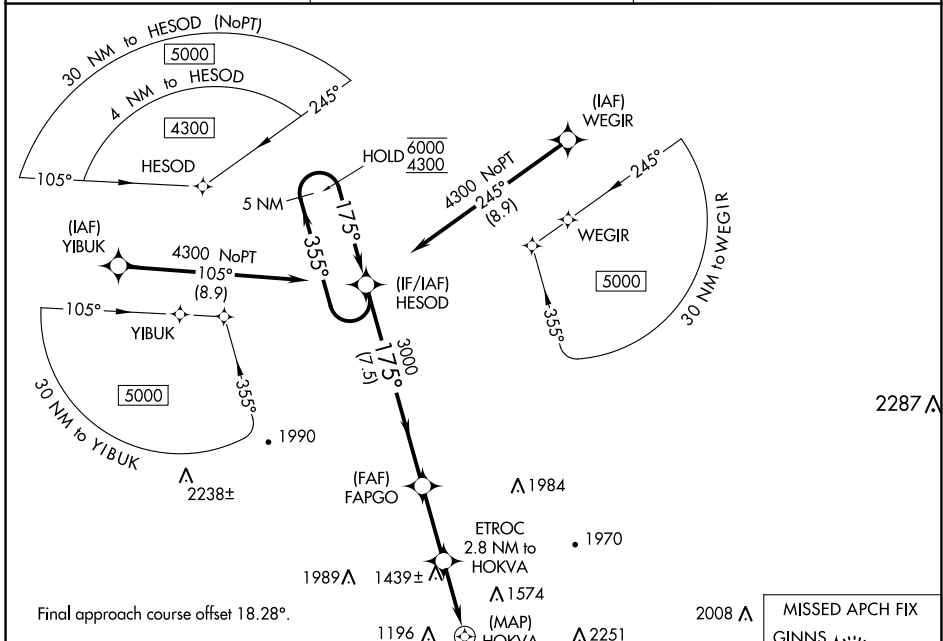 30 NM to HESOD (NoPT)
5000
4 NM to HESOD
4300
245°
HESOD
105°
HOLD 6000
4300
5 NM
175°
355°
(IAF)
WEGIR
4300 NoPT
245°
(8.9)
245°
WEGIR
5000
355°
30 NM to WEGIR
(IAF)
YIBUK
4300 NoPT
105°
(8.9)
(IF/IAF)
HESOD
105°
YIBUK
5000
355°
30 NM to YIBUK
3000
175°
(7.5)
2287
1990
2238±
(FAF)
FAPGO
1984
ETROC
2.8 NM to
HOKVA
1970
1989
1439±
1574
Final approach course offset 18.28°.
2008
MISSED APCH FIX
1196
(MAP)
HOKVA
2251
GINNS